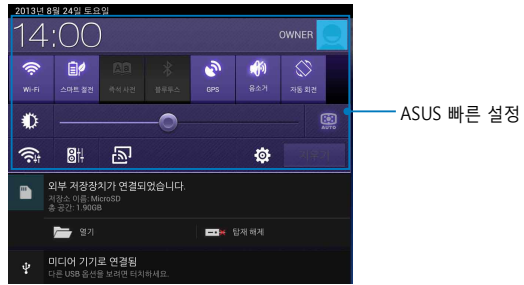 2013년 8월 24일 토요일
14:00
OWNER
Wi-Fi 스마트 절전 즉석 사전 블루투스 GPS 음소거 자동 회전
AUTO
지우기
외부 저장장치가 연결되었습니다.
저장소 이름: MicroSD
총 공간: 1.90GB
열기 탑재 해제
미디어 기기로 연결됨
다른 USB 옵션을 보려면 터치하세요.
ASUS 빠른 설정